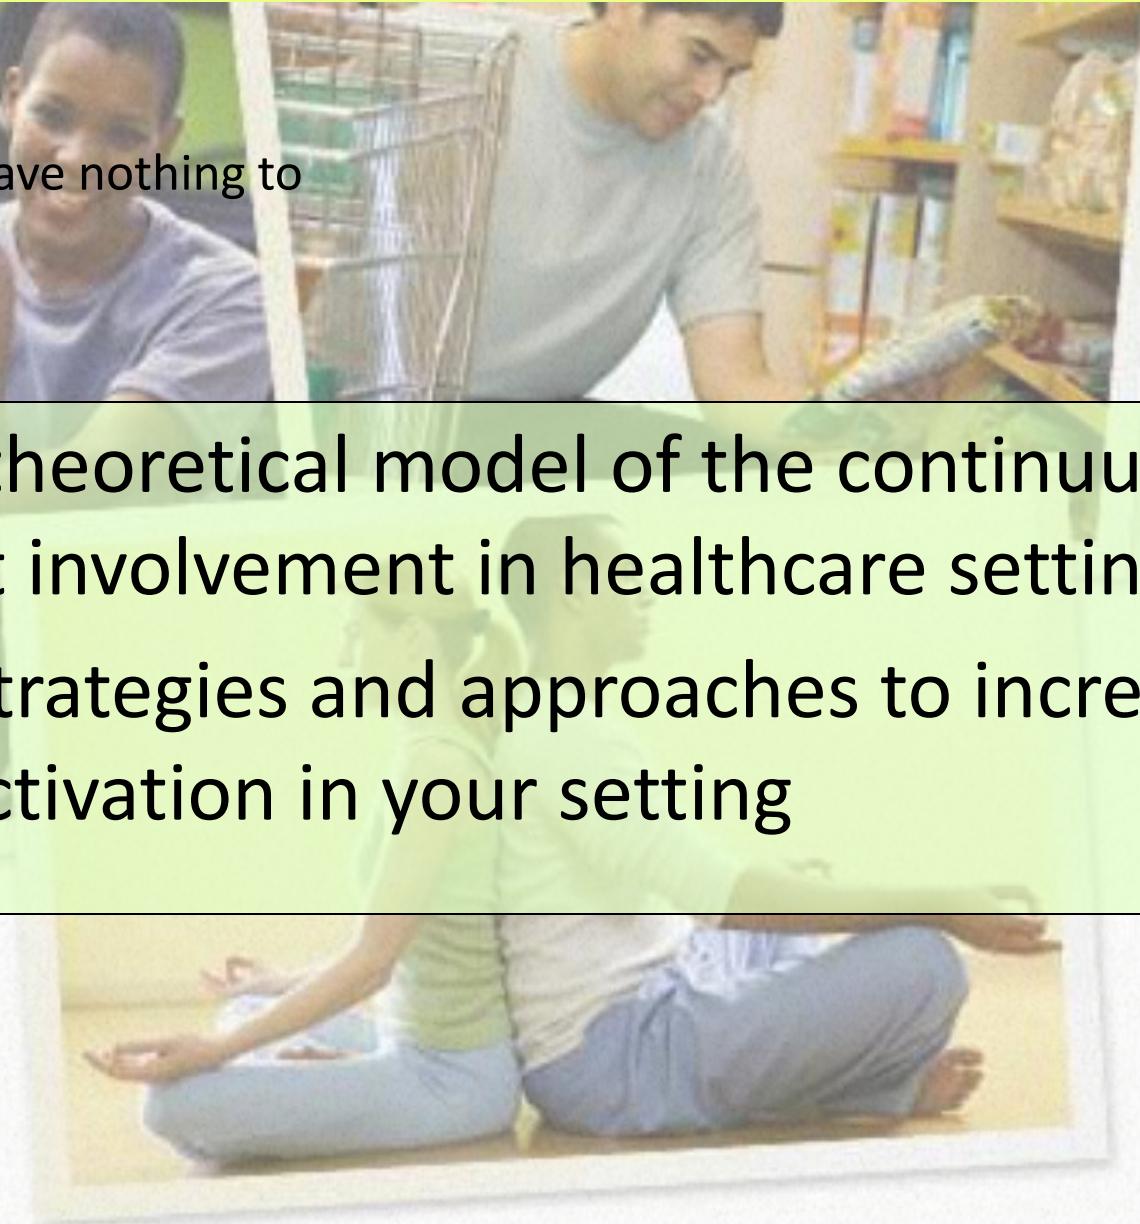 ave nothing to
theoretical model of the continuu
t involvement in healthcare settin
trategies and approaches to incre
ctivation in your setting